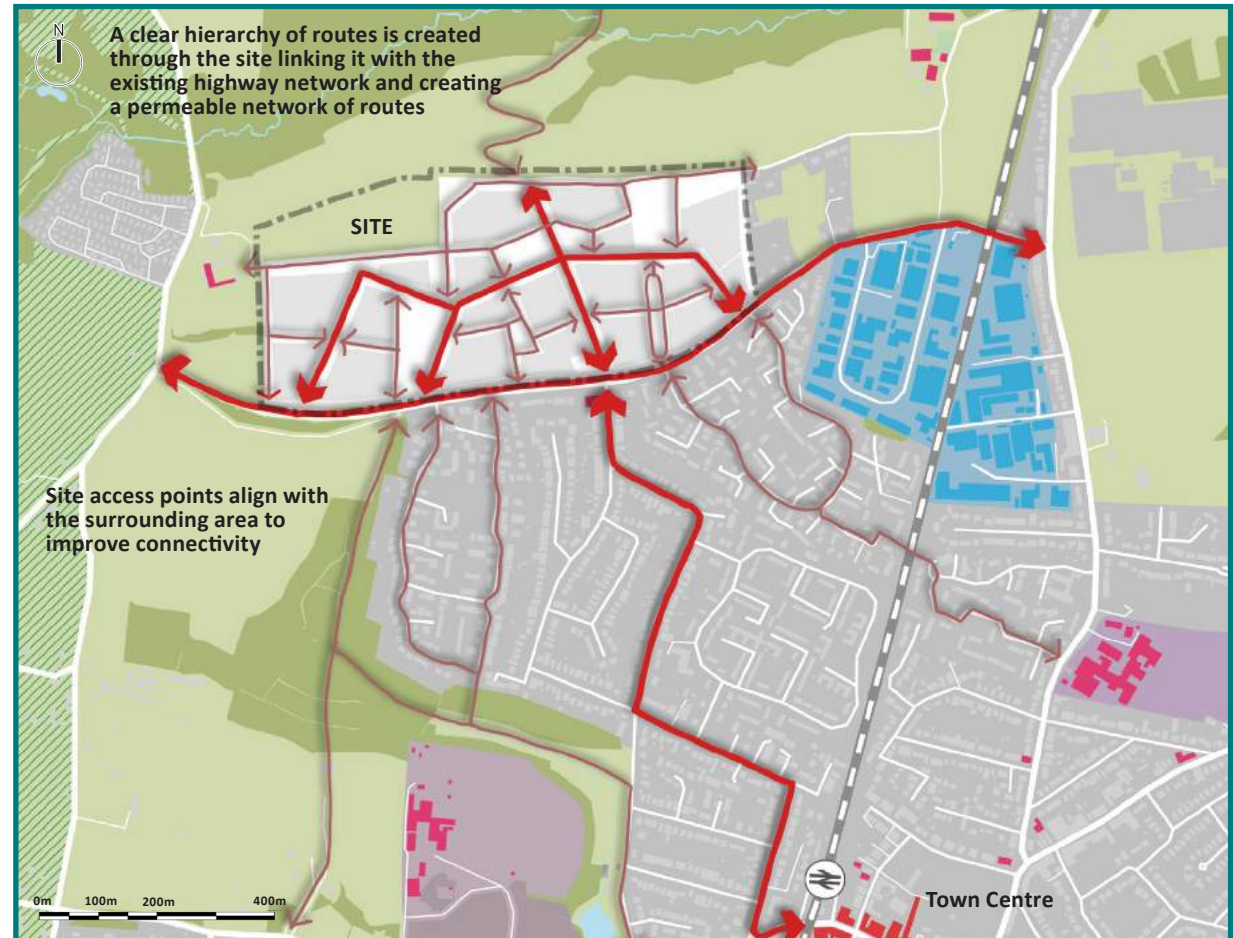 N
A clear hierarchy of routes is created
through the site linking it with the
existing highway network and creating
a permeable network of routes
SITE
Site access points align with
the surrounding area to
improve connectivity
0m 100m 200m 400m
Town Centre